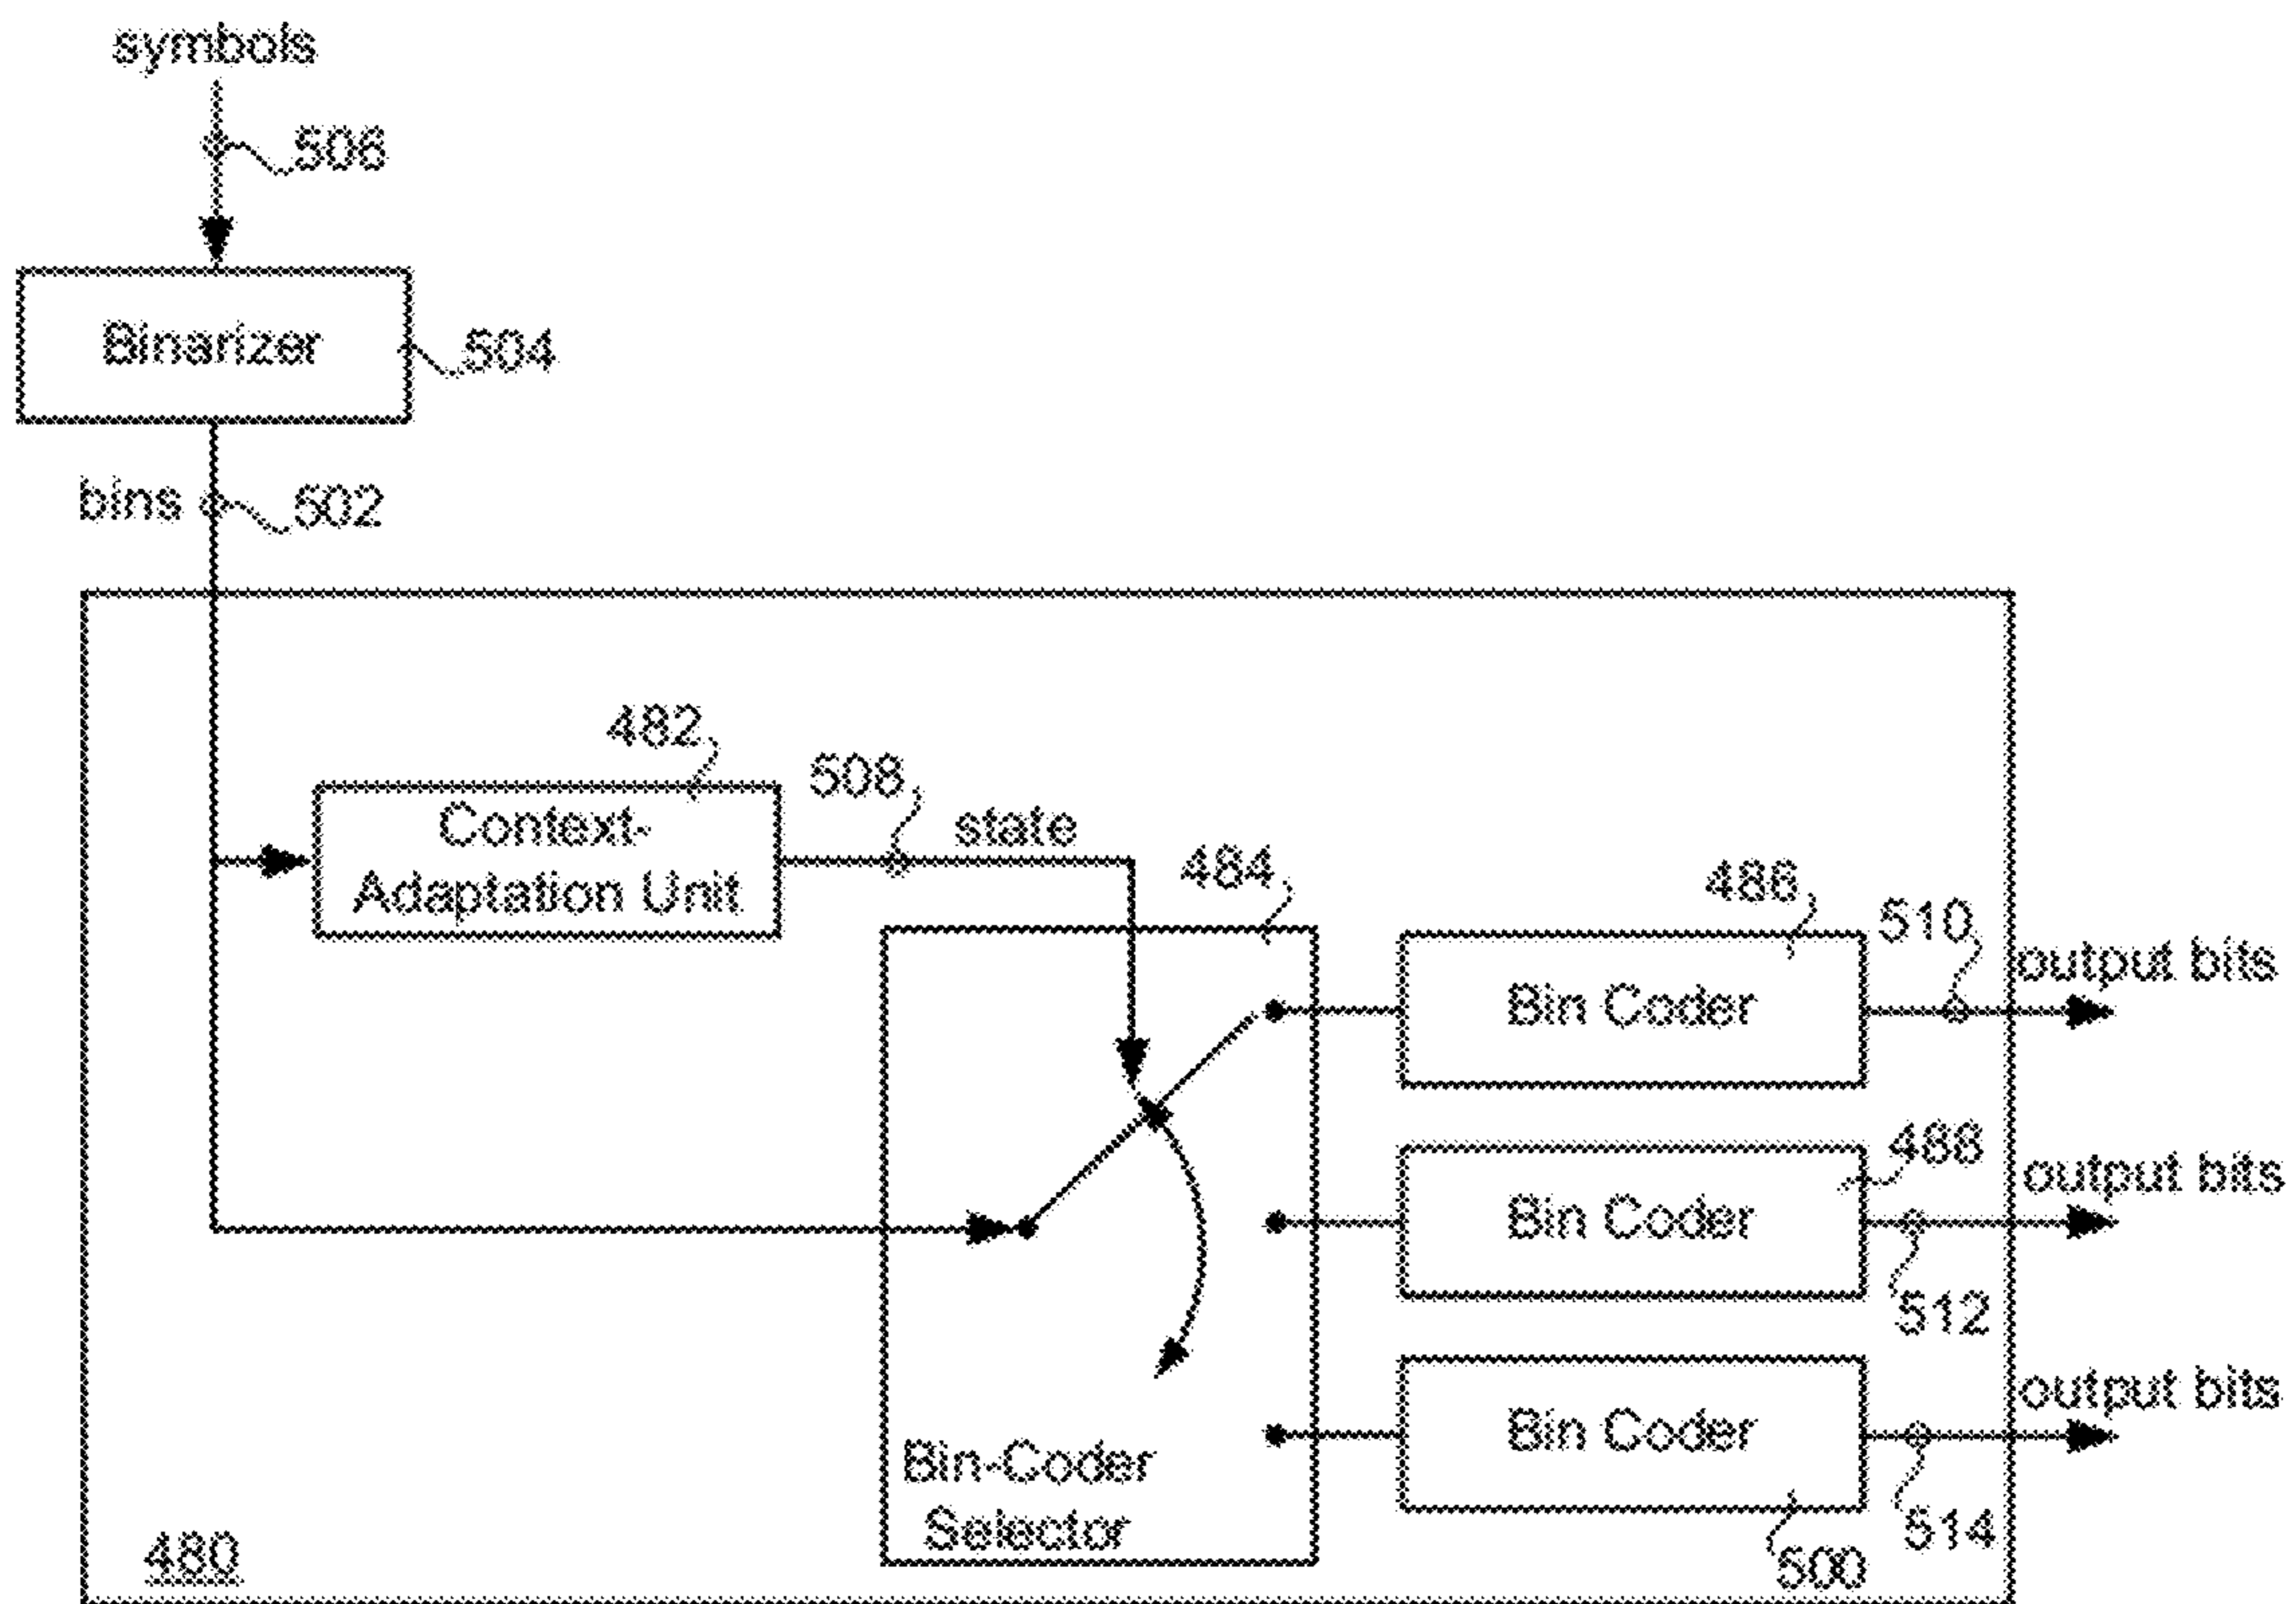 symbols
506
Binarizer
504
bins
502
482
508
state
Context-
Adaptation Unit
484
486
510
output bits
Bin Coder
488
output bits
Bin Coder
512
output bits
Bin Coder
Bin-Coder
Selector
514
500
480